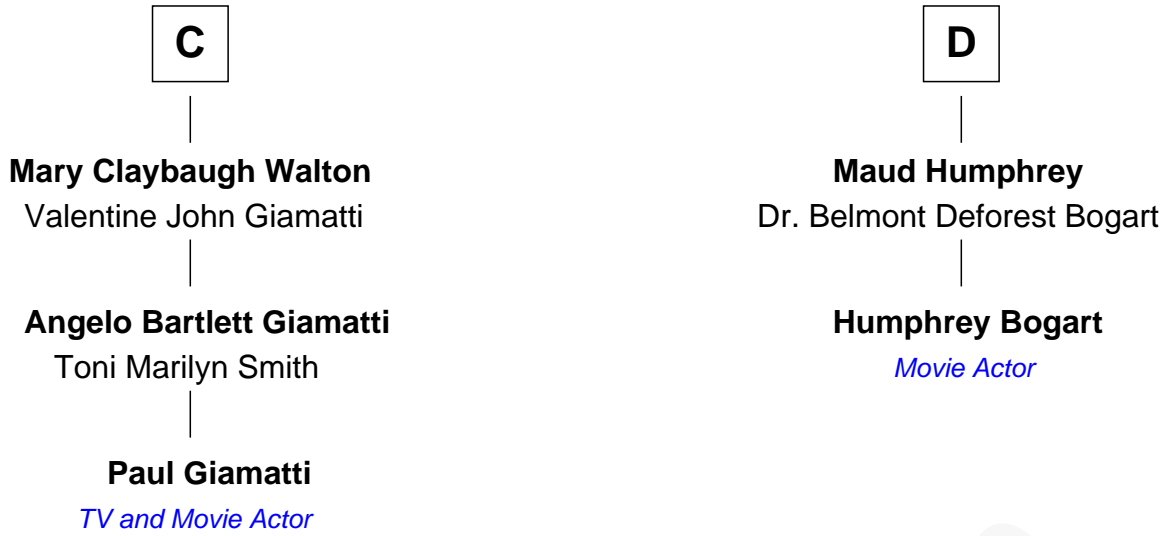 C
Mary Claybaugh Walton
Valentine John Giamatti
Angelo Bartlett Giamatti
Toni Marilyn Smith
Paul Giamatti
TV and Movie Actor
D
Maud Humphrey
Dr. Belmont Deforest Bogart
Humphrey Bogart
Movie Actor